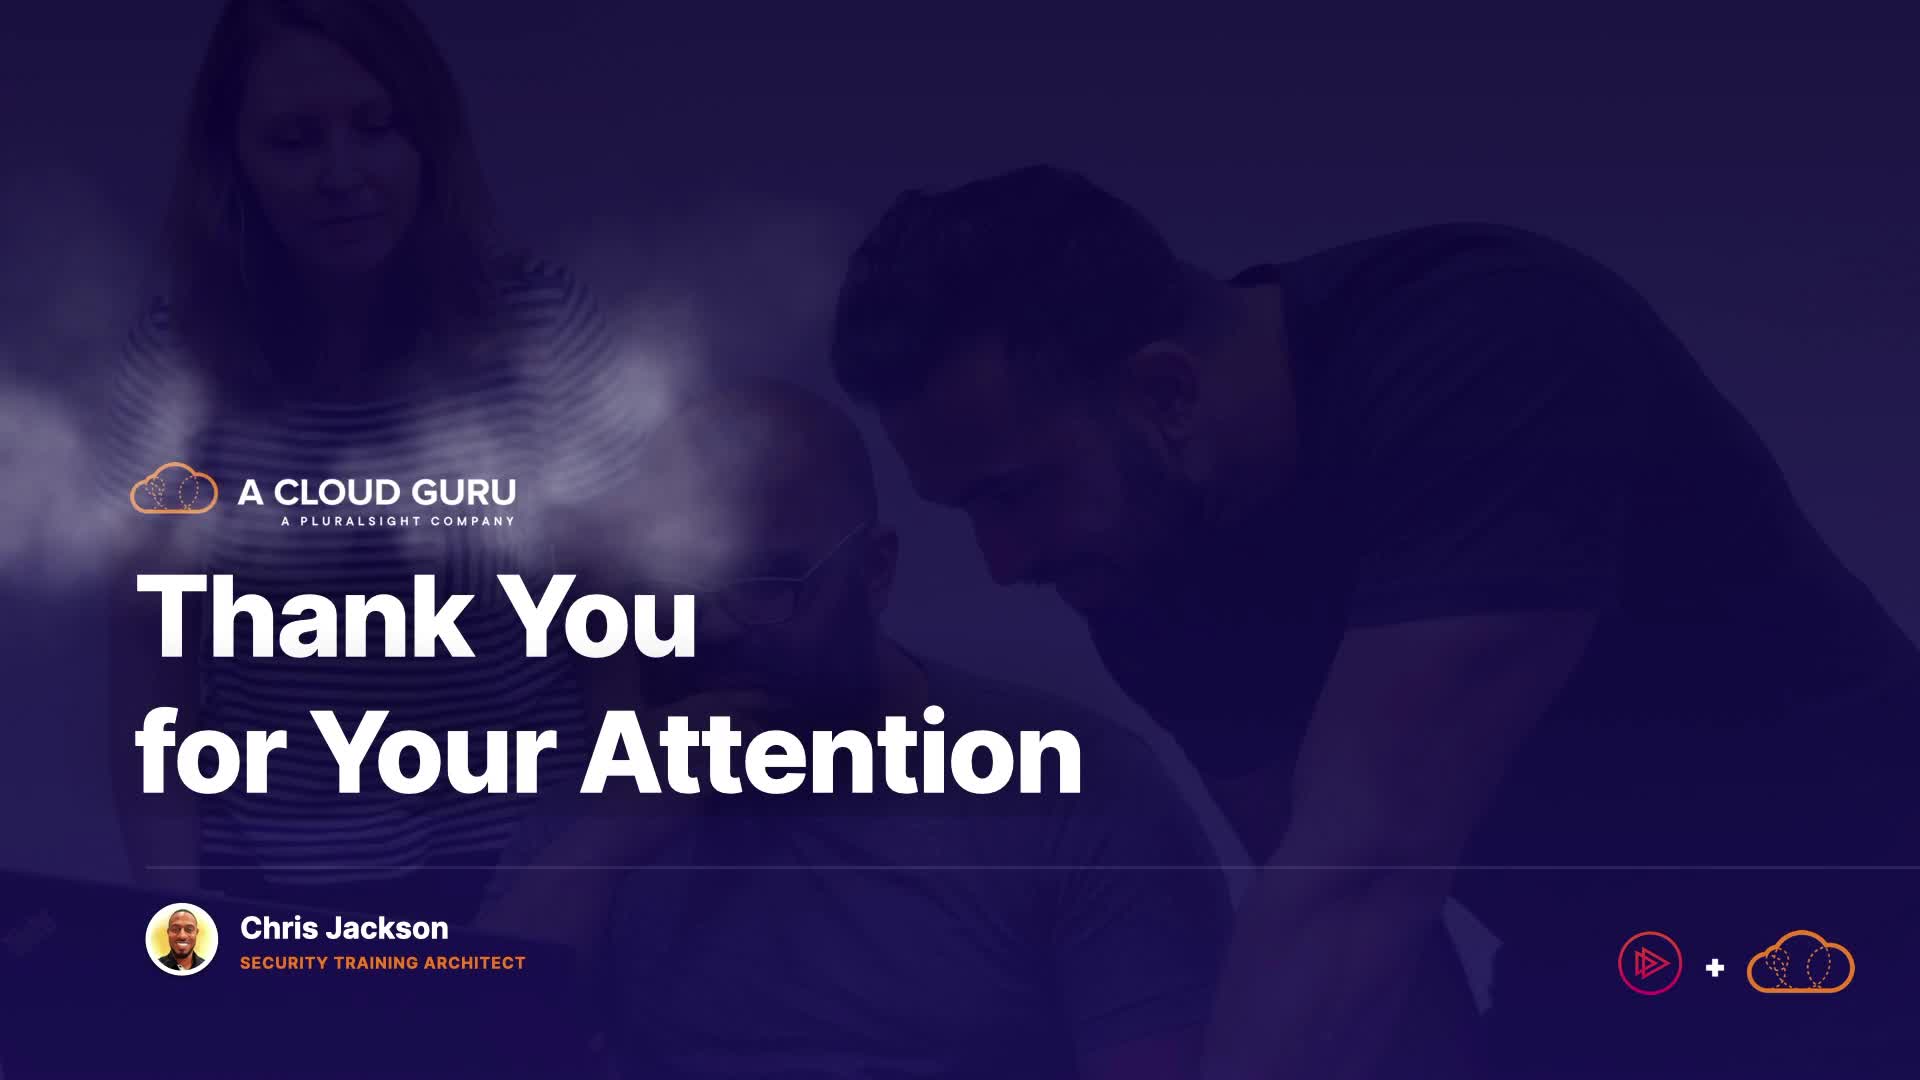 A CLOUD GURU
A PLURALSIGHT COMPANY
Thank You
for Your Attention
Chris Jackson
SECURITY TRAINING ARCHITECT
+